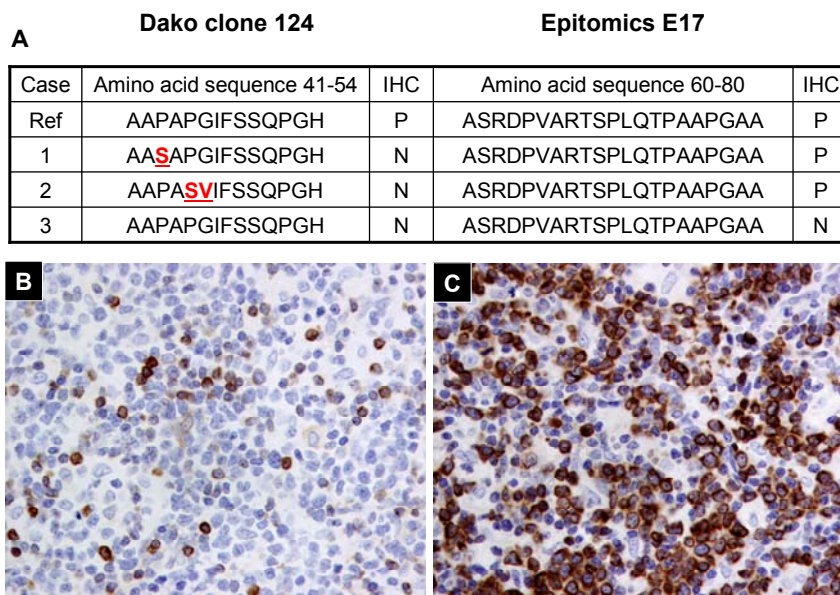 Dako clone 124 Epitomics E17
A
Case Amino acid sequence 41-54 IHC Amino acid sequence 60-80 IHC
Ref AAPAPGIFSSQPGH P ASRDPVARTSPLQTPAAPGAA P
1 AASAPGIFSSQPGH N ASRDPVARTSPLQTPAAPGAA P
2 AAPASVIFSSQPGH N ASRDPVARTSPLQTPAAPGAA P
3 AAPAPGIFSSQPGH N ASRDPVARTSPLQTPAAPGAA N
B C